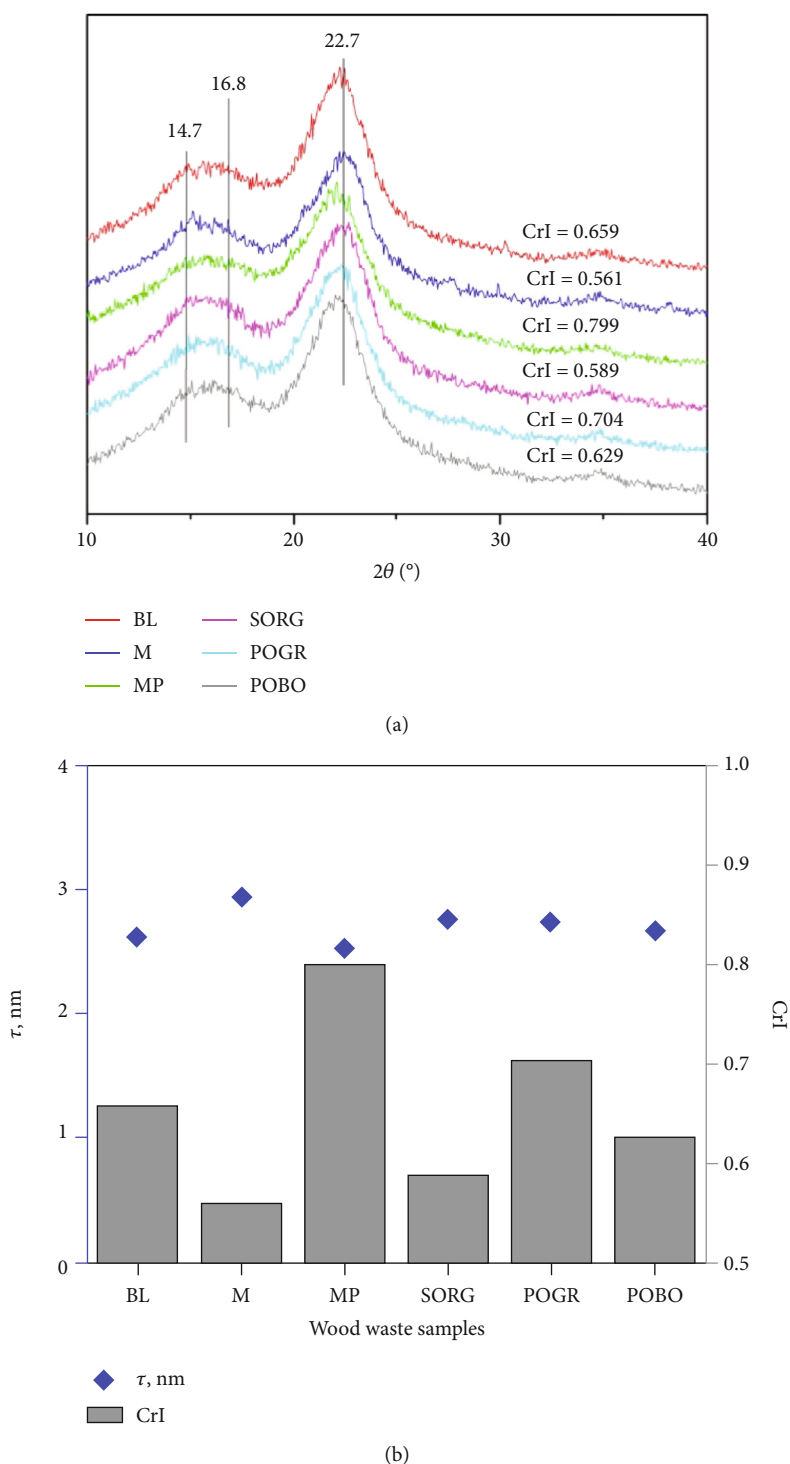 22.7
16.8
14.7
CrI = 0.659
CrI = 0.561
CrI = 0.799
CrI = 0.589
CrI = 0.704
CrI = 0.629
10 20 30 40
2θ (°)
BL SORG
M POGR
MP POBO
(a)
4 1.0
0.9
3
0.8
2
0.7
1
0.6
0 0.5
τ, nm
CrI
BL M MP SORG POGR POBO
Wood waste samples
τ, nm
CrI
(b)